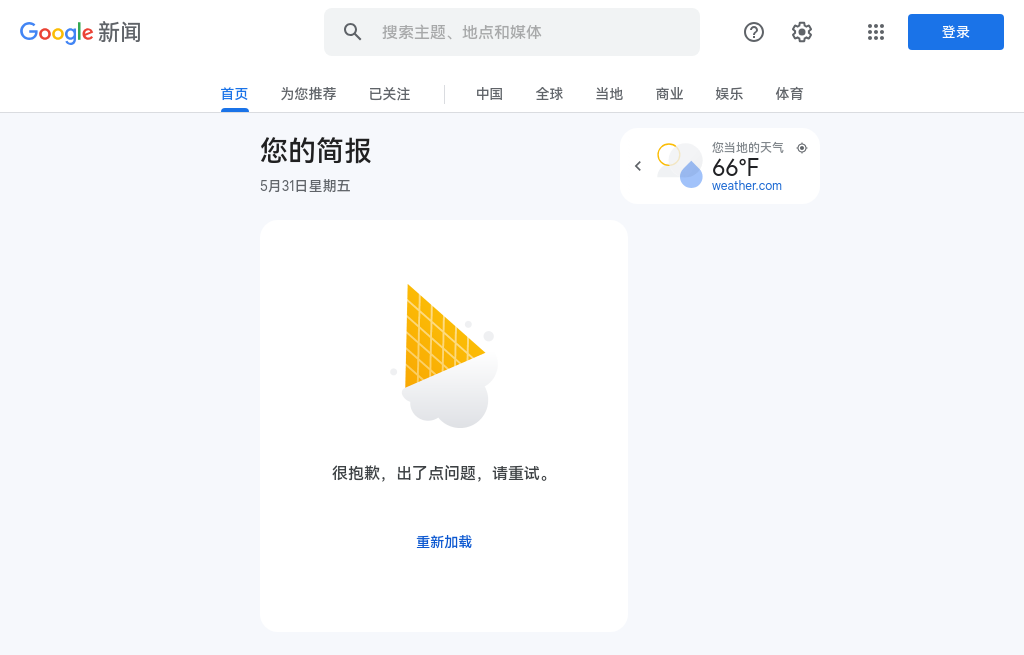 Google 新闻
搜索主题、地点和媒体
登录
首页 为您推荐 已关注 中国 全球 当地 商业 娱乐 体育
您的简报
5月31日星期五
您当地的天气
66°F
weather.com
很抱歉，出了点问题，请重试。
重新加载